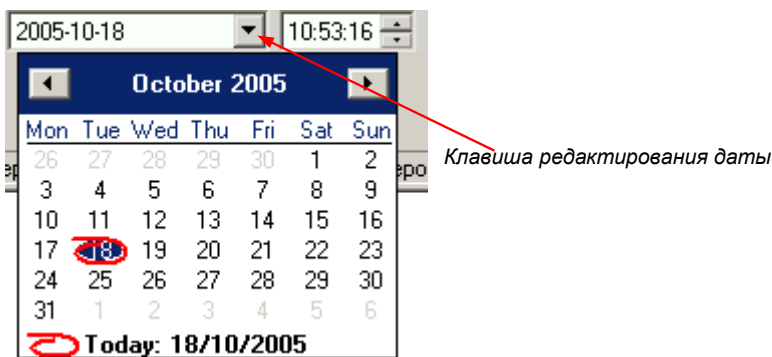 2005-10-18 10:53:16
October 2005
Mon Tue Wed Thu Fri Sat Sun
26 27 28 29 30 1 2
Клавиша редактирования даты
3 4 5 6 7 8 9
10 11 12 13 14 15 16
17 18 19 20 21 22 23
24 25 26 27 28 29 30
31 1 2 3 4 5 6
Today: 18/10/2005